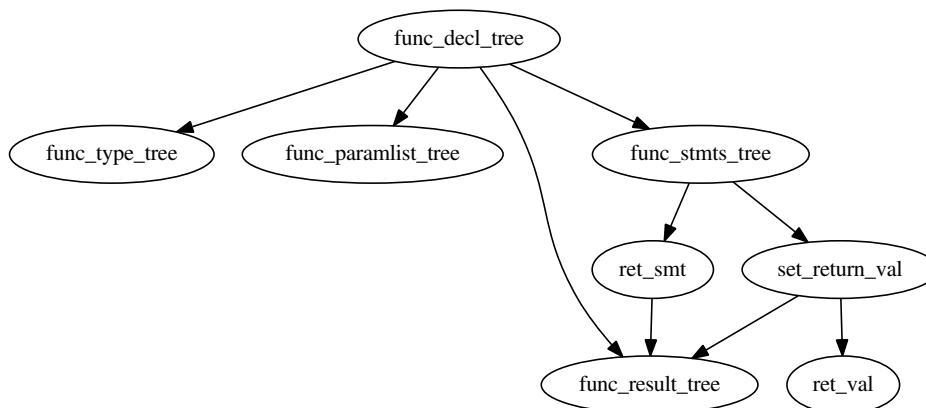 func_decl_tree
func_type_tree
func_paramlist_tree
func_stmts_tree
ret_smt
set_return_val
func_result_tree
ret_val